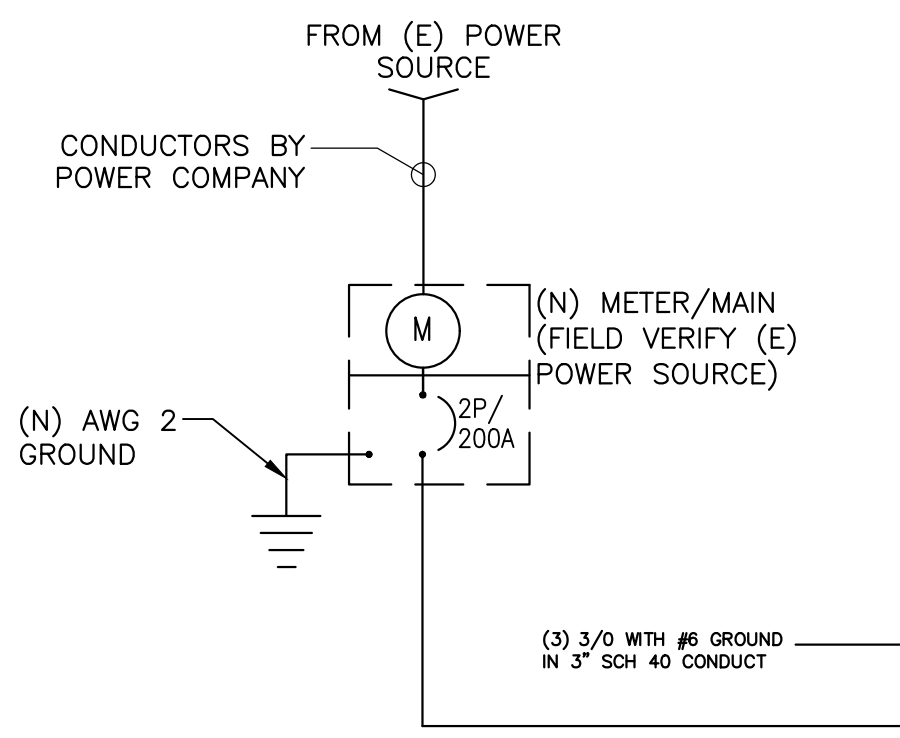 FROM (E) POWER
SOURCE
CONDUCTORS BY
POWER COMPANY
(N) METER/MAIN
(FIELD VERIFY (E)
POWER SOURCE)
M
2P/
200A
(N) AWG 2
GROUND
(3) 3/0 WITH #6 GROUND
IN 3" SCH 40 CONDUCT